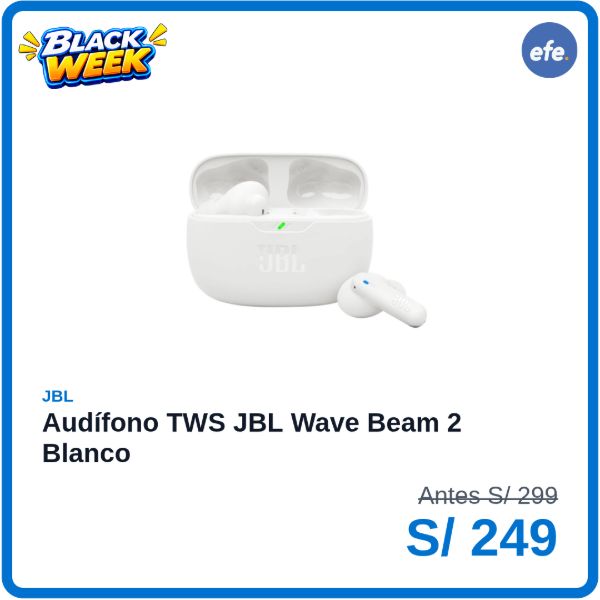 BLACK
WEEK
efe.
JBL
JBL
Audífono TWS JBL Wave Beam 2
Blanco
Antes S/ 299
S/ 249